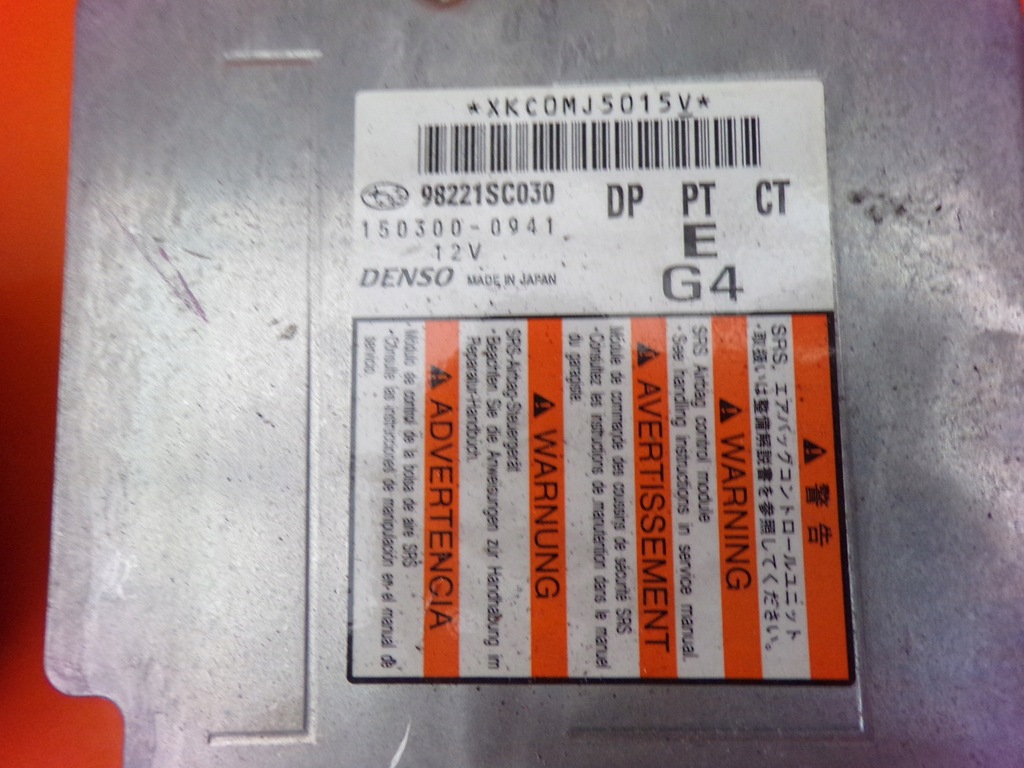 *XKC0MJ5015V*
98221SC030 DP PT CT
150300-0941 E
12V
DENSO MADE IN JAPAN G4
警告
SRS、エアバッグコントロールユニット
・取扱いは整備解説書を参照してください。
WARNING
SRS Airbag control module
・See handling instructions in service manual.
AVERTISSEMENT
Module de commande des coussins de sécurité SRS
・Consultez les instructions de manutention dans le manuel
du garagiste.
WARNUNG
SRS-Airbag-Steuergerät
・Beachten Sie die Anweisungen zur Handhabung im
Reparatur-Handbuch.
ADVERTENCIA
Módulo de control de la bolsa de aire SRS
・Consulte las instrucciones de manipulación en el manual de
servicio.